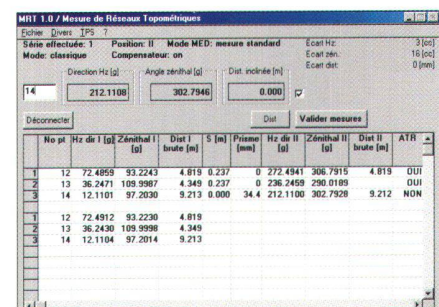 MRT 1.0 / Mesure de Réseaux Topométriques
Eichier Divers TPS ?
Série effectuée: 1 Position: II Mode MED: mesure standard Ecart Hz: 3 [cc]
Mode: classique Compensateur: on Ecart zén.: 16 [cc]
Ecart dist: 0 [mm]
Direction Hz [g] Angle zénithal [g] Dist. inclinée [m]
14 212.1108 302.7946 0.000
Déconnecter Dist Valider mesures
No pt Hz dir I [g] Zénithal I [g] Dist I brute [m] S [m] Prisme [mm] Hz dir II [g] Zénithal II [g] Dist II brute [m] ATR
1 12 72.4859 93.2243 4.819 0.237 0 272.4941 306.7915 4.819 OUI
2 13 36.2471 109.9987 4.349 0.237 0 236.2459 290.0189 OUI
3 14 12.1101 97.2030 9.213 0.000 34.4 212.1100 302.7928 9.212 NON
1 12 72.4912 93.2230 4.819
2 13 36.2430 109.9998 4.349
3 14 12.1104 97.2014 9.213